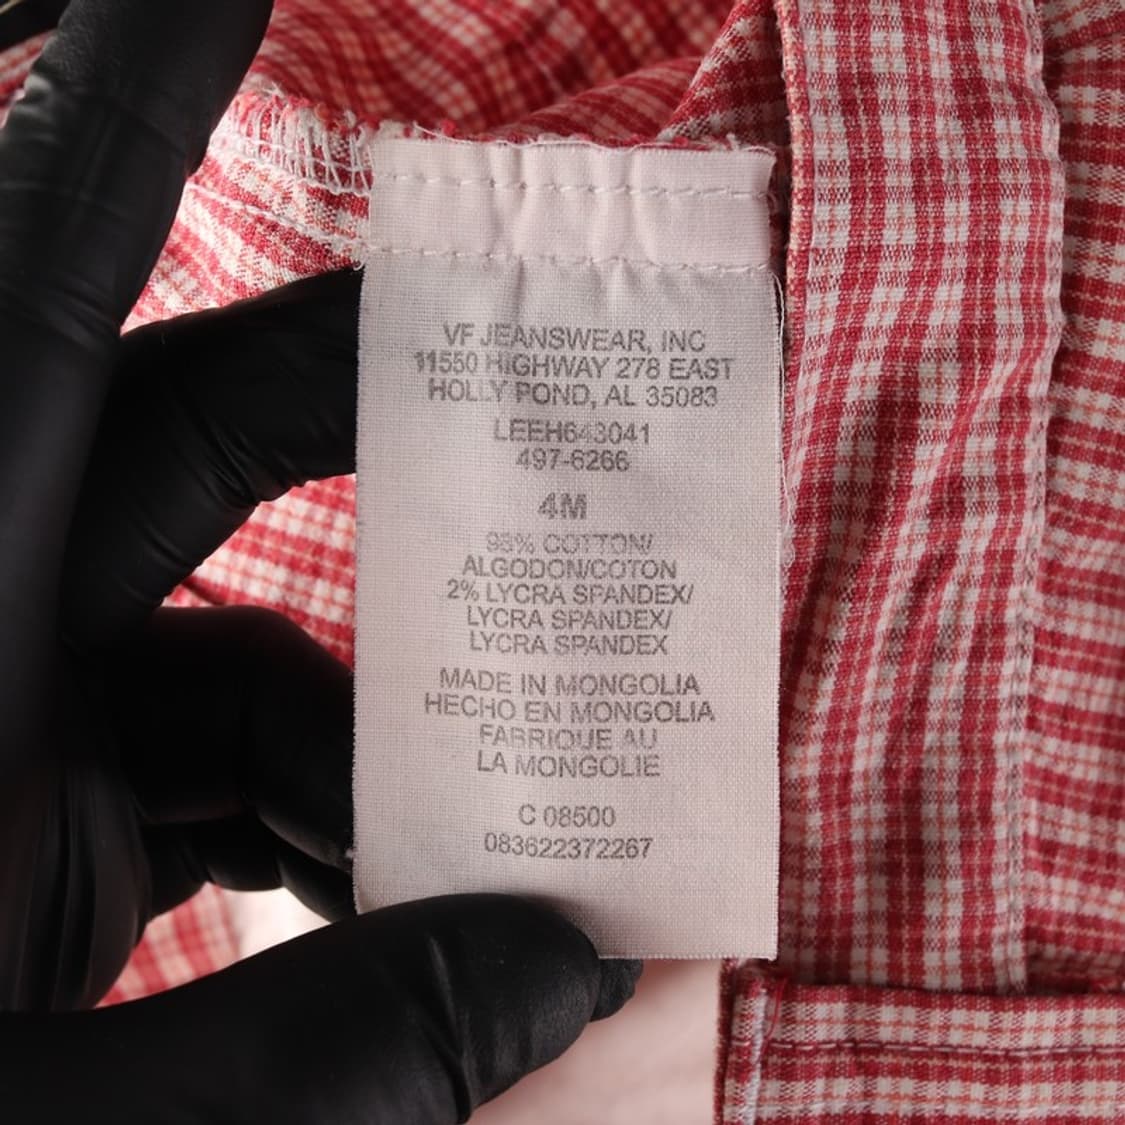 VF JEANSWEAR, INC
11550 HIGHWAY 278 EAST
HOLLY POND, AL 35083
LEEH643041
497-6266
4M
98% COTTON/
ALGODON/COTON
2% LYCRA SPANDEX/
LYCRA SPANDEX/
LYCRA SPANDEX
MADE IN MONGOLIA
HECHO EN MONGOLIA
FABRIQUE AU
LA MONGOLIE
C 08500
083622372267